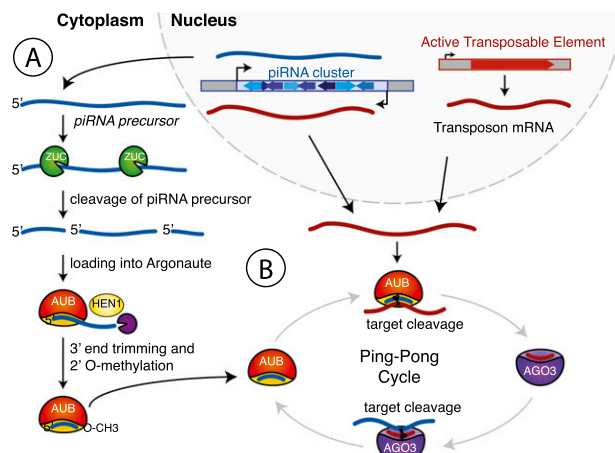 Cytoplasm
Nucleus
A
Active Transposable Element
piRNA cluster
5’
piRNA precursor
Transposon mRNA
ZUC
ZUC
5’
cleavage of piRNA precursor
5’
5’
5’
loading into Argonaute
B
AUB
HEN1
5’
AUB
target cleavage
3’ end trimming and
2’ O-methylation
AUB
Ping-Pong
Cycle
AGO3
AUB
5’
O-CH3
target cleavage
AGO3